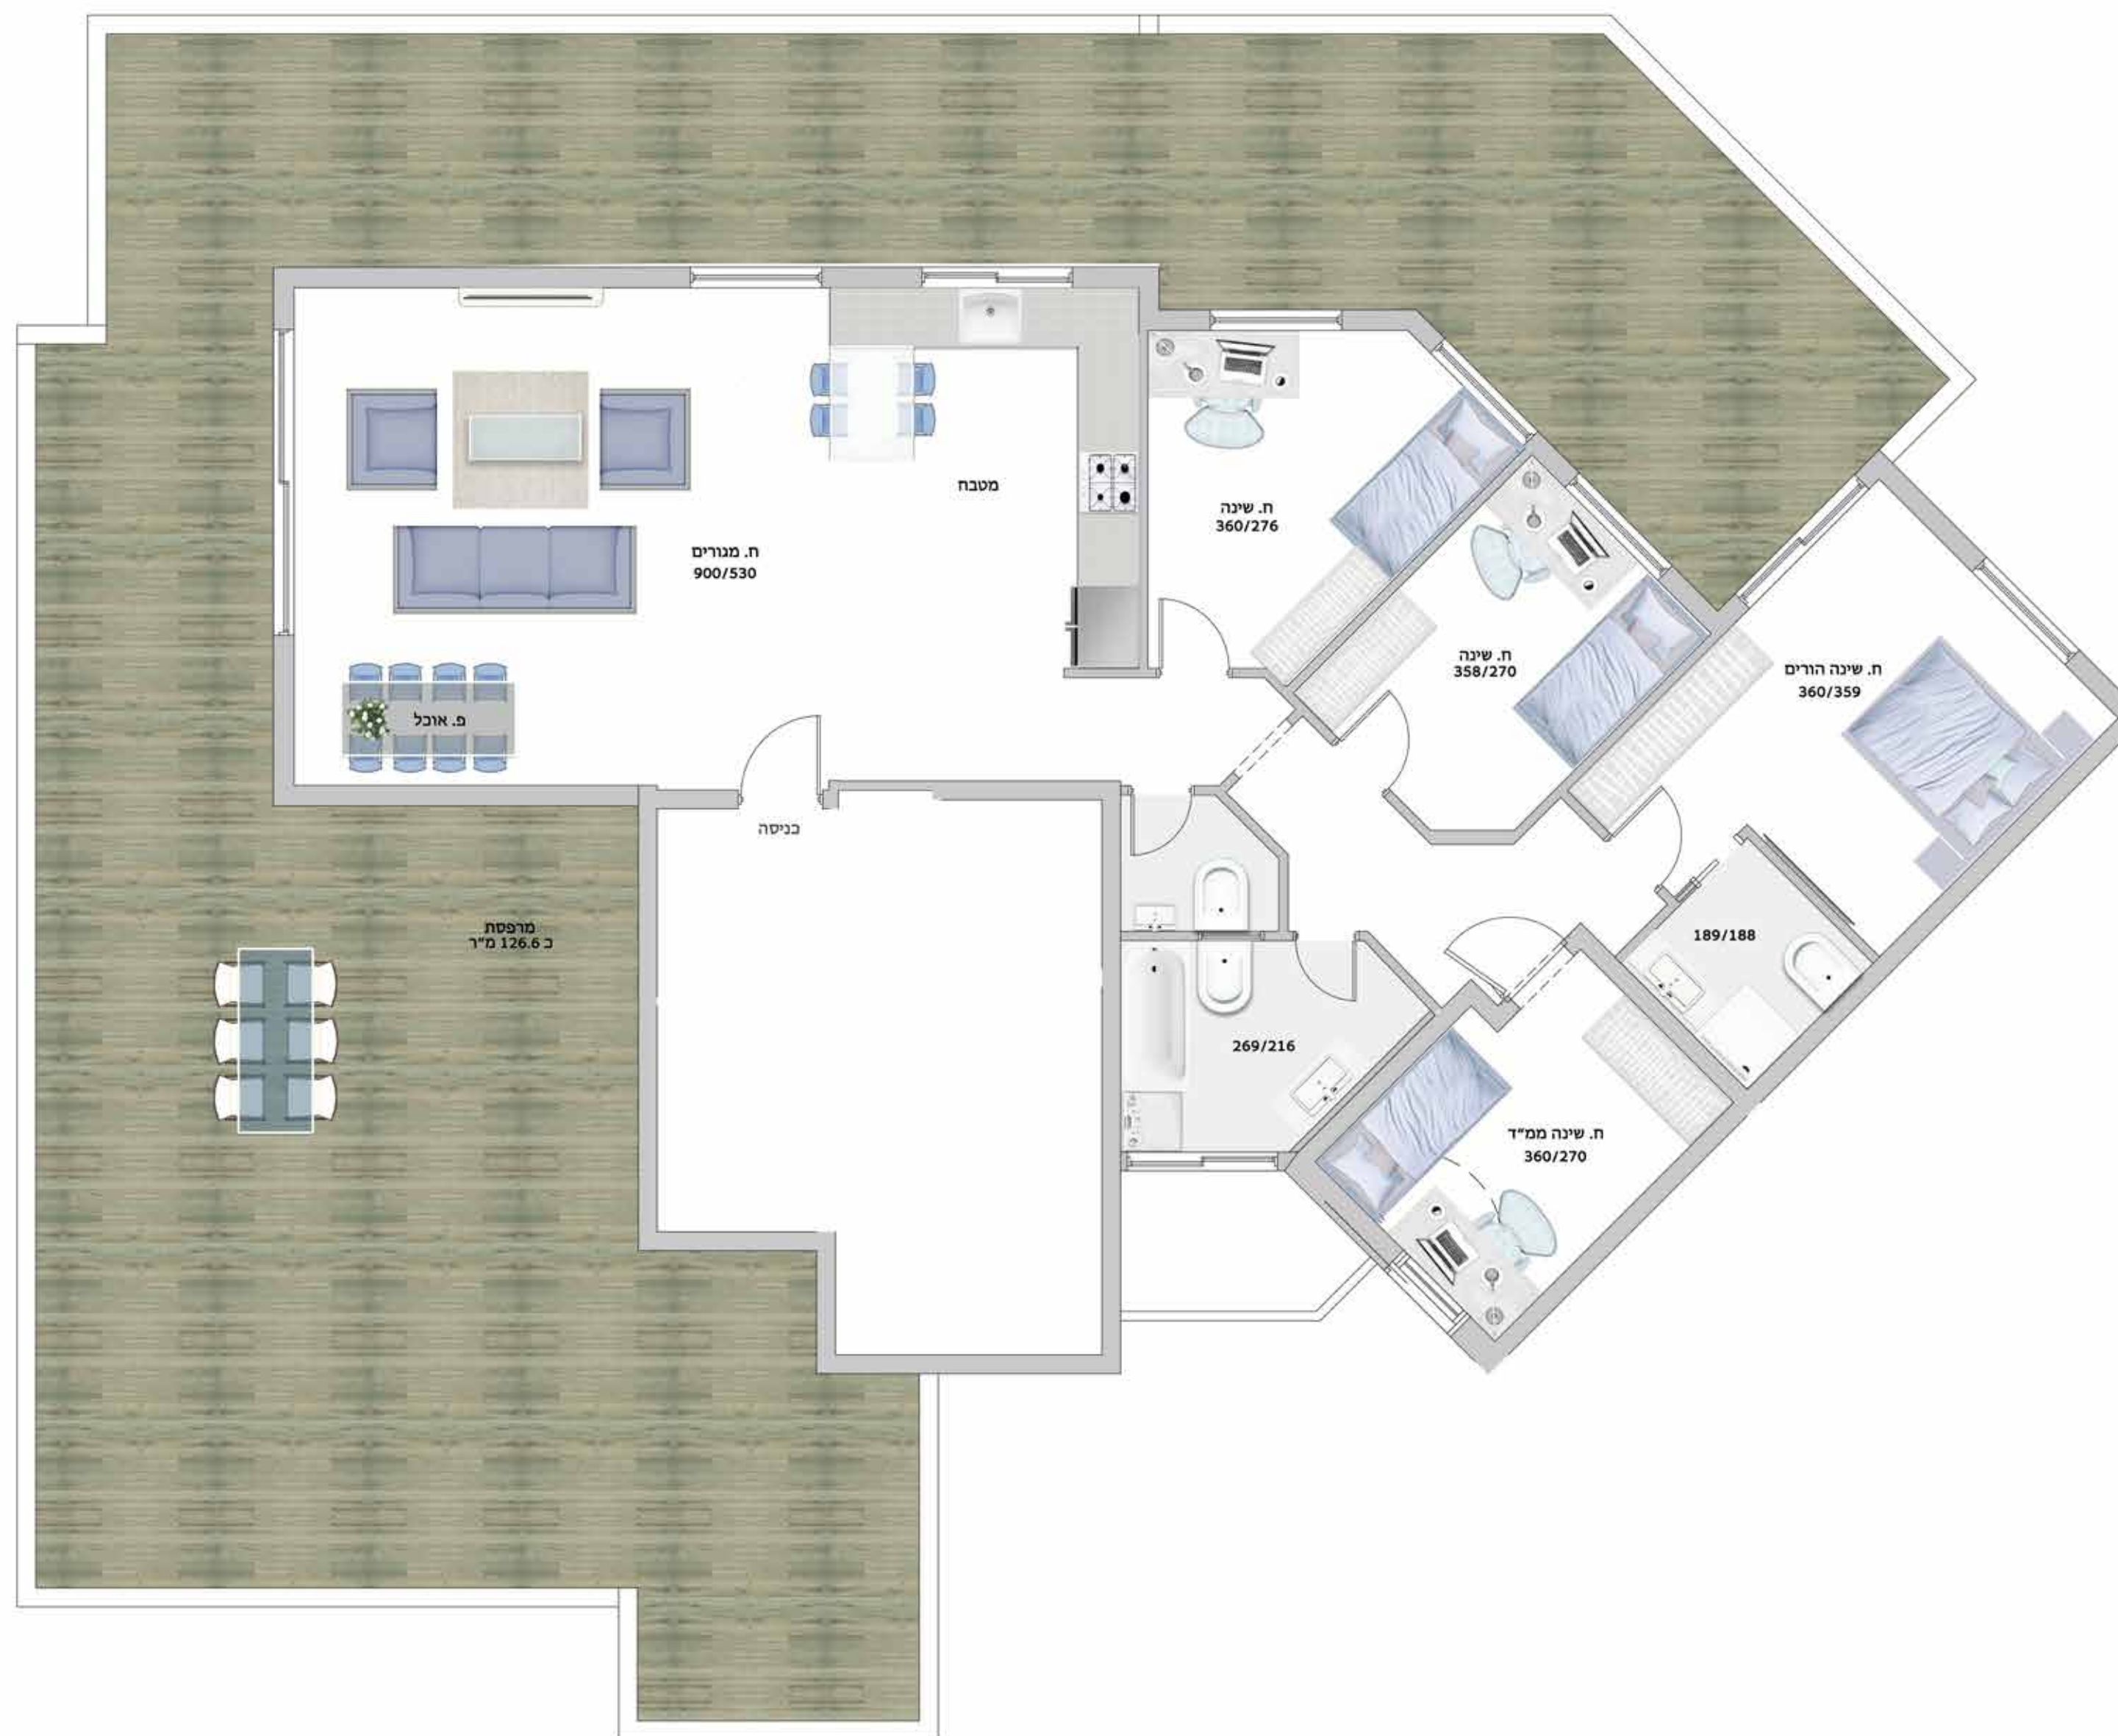 מטבח
ח. שינה
360/276
ח. מגורים
900/530
ח. שינה
358/270
ח. שינה הורים
360/359
פ. אוכל
כניסה
מרפסת
כ 126.6 מ"ר
189/188
269/216
ח. שינה ממ"ד
360/270